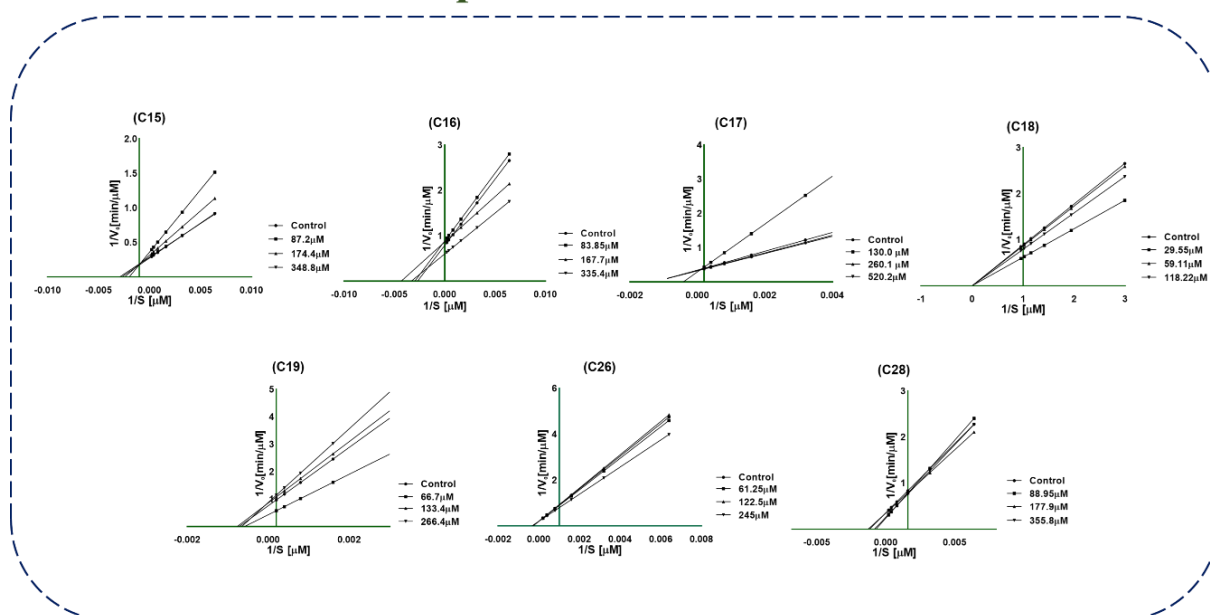 (C15)
2.0
1.5
1.0
0.5
1/V₀[min/μM]
-0.010
-0.005
0.000
0.005
0.010
1/S [μM]
Control
87.2μM
174.4μM
348.8μM
(C16)
3
2
1
1/V₀[min/μM]
-0.010
-0.005
0.000
0.005
0.010
1/S [μM]
Control
83.85μM
167.7μM
335.4μM
(C17)
4
3
2
1
1/V₀[min/μM]
-0.002
0.000
0.002
0.004
1/S [μM]
Control
130.0 μM
260.1 μM
520.2μM
(C18)
3
2
1
1/V₀[min/μM]
-1
0
1
2
3
1/S [μM]
Control
29.55μM
59.11μM
118.22μM
(C19)
5
4
3
2
1
1/V₀[min/μM]
-0.002
0.000
0.002
1/S [μM]
Control
66.7μM
133.4μM
266.4μM
(C26)
6
4
2
1/V₀[min/μM]
-0.002
0.000
0.002
0.004
0.006
0.008
1/S [μM]
Control
61.25μM
122.5μM
245μM
(C28)
3
2
1
1/V₀[min/μM]
-0.005
0.000
0.005
1/S [μM]
Control
88.95μM
177.9μM
355.8μM